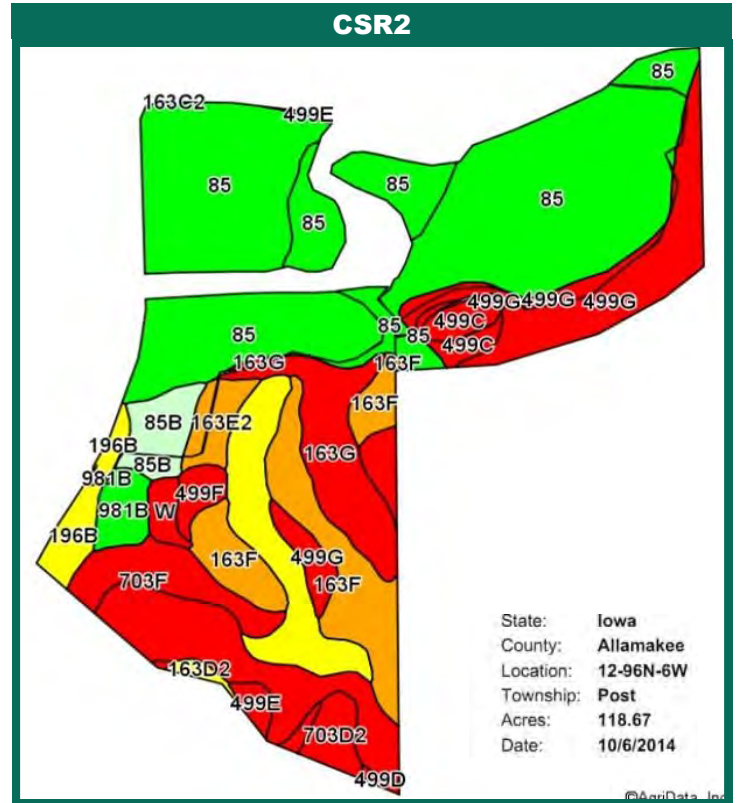 CSR2
85
163C2
499E
85
85
85
85
499G 499G 499G
499C
85
85
85
499C
163G
163F
163F
85B
163E2
196B
163G
85B
981B
499F
981B
W
196B
499G
163F
163F
703F
163D2
499E
703D2
499D
State: Iowa
County: Allamakee
Location: 12-96N-6W
Township: Post
Acres: 118.67
Date: 10/6/2014
©AgriData, Inc